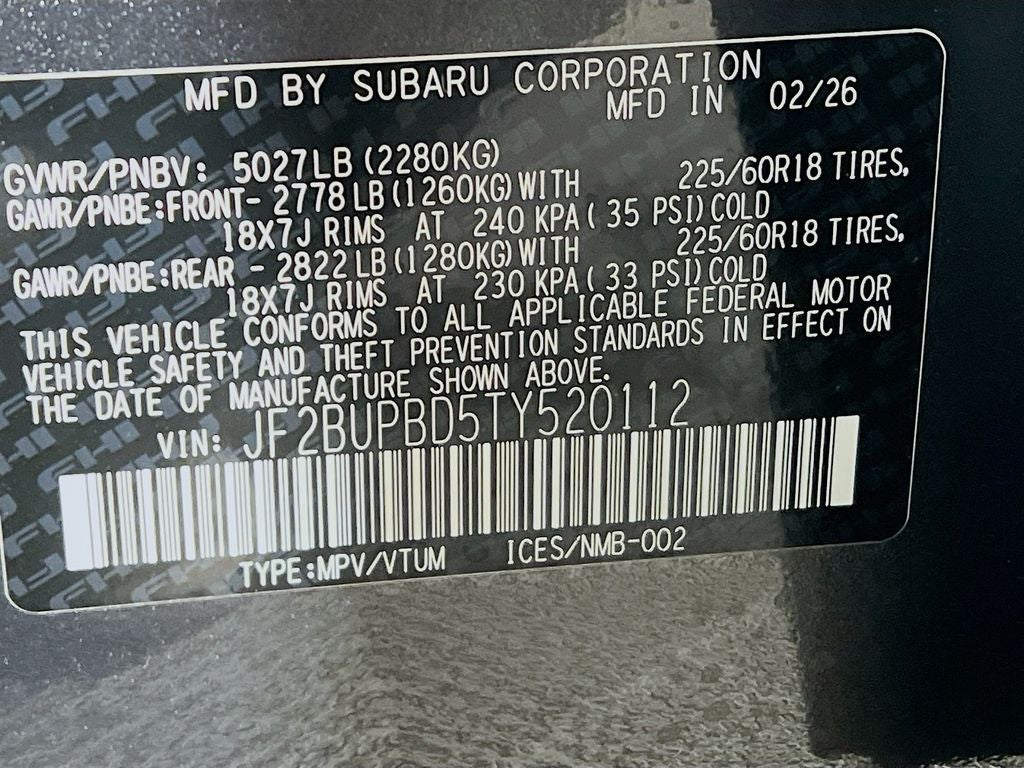 MFD BY SUBARU CORPORATION
MFD IN 02/26
GVWR/PNBV: 5027LB (2280KG)
GAWR/PNBE:FRONT- 2778 LB (1260KG) WITH 225/60R18 TIRES,
18X7J RIMS AT 240 KPA ( 35 PSI) COLD
GAWR/PNBE:REAR - 2822 LB (1280KG) WITH 225/60R18 TIRES,
18X7J RIMS AT 230 KPA ( 33 PSI) COLD
THIS VEHICLE CONFORMS TO ALL APPLICABLE FEDERAL MOTOR
VEHICLE SAFETY AND THEFT PREVENTION STANDARDS IN EFFECT ON
THE DATE OF MANUFACTURE SHOWN ABOVE.
VIN: JF2BUPBD5TY520112
TYPE:MPV/VTUM ICES/NMB-002